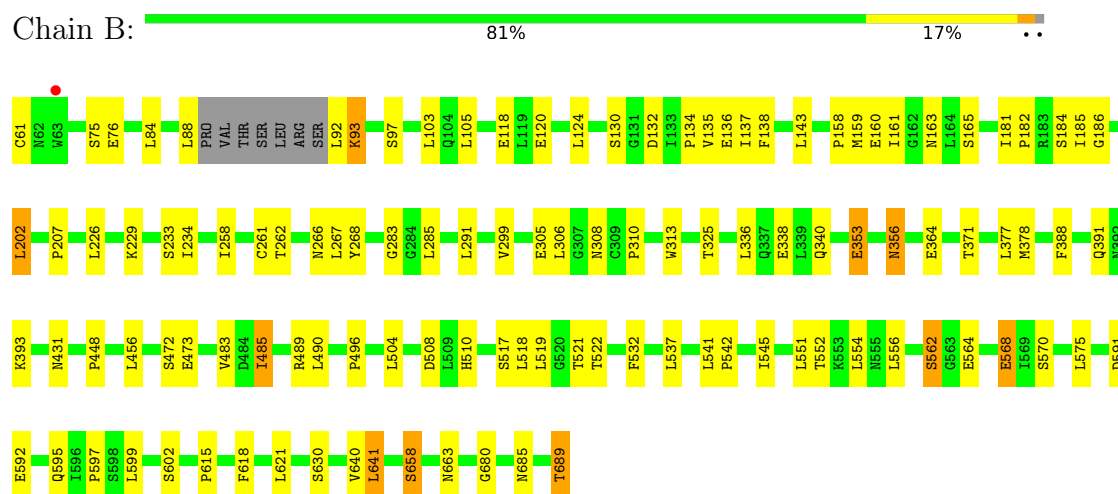 Chain B:
81% 17% • •
C61 N62 W63 S75 E76 L84 L88 PRO VAL THR SER LEU ARG SER L92 K93 S97 L103 Q104 L105 E118 L119 E120 L124 S130 G131 D132 I133 P134 V135 E136 I137 F138 L143 P158 M159 E160 I161 G162 N163 L164 S165 I181 P182 R183 S184 I185 G186
L202 P207 L226 K229 S233 I234 I258 C261 T262 N266 L267 Y268 G283 G284 L285 L291 V299 E305 L306 G307 N308 C309 P310 W313 T325 L336 Q337 E338 L339 Q340 E353 N356 E364 T371 L377 M378 F388 Q391 N392
K393 N431 P448 L456 S472 E473 V483 D484 I485 R489 L490 P496 L504 D508 L509 H510 S517 L518 L519 G520 T521 T522 F532 L537 L541 P542 I545 L551 T552 K553 L554 N555 L556 S562 G563 E564 E568 I569 S570 L575 D591
E592 Q595 I596 P597 S598 L599 S602 P615 F618 L621 S630 V640 L641 S658 N663 G680 N685 T689